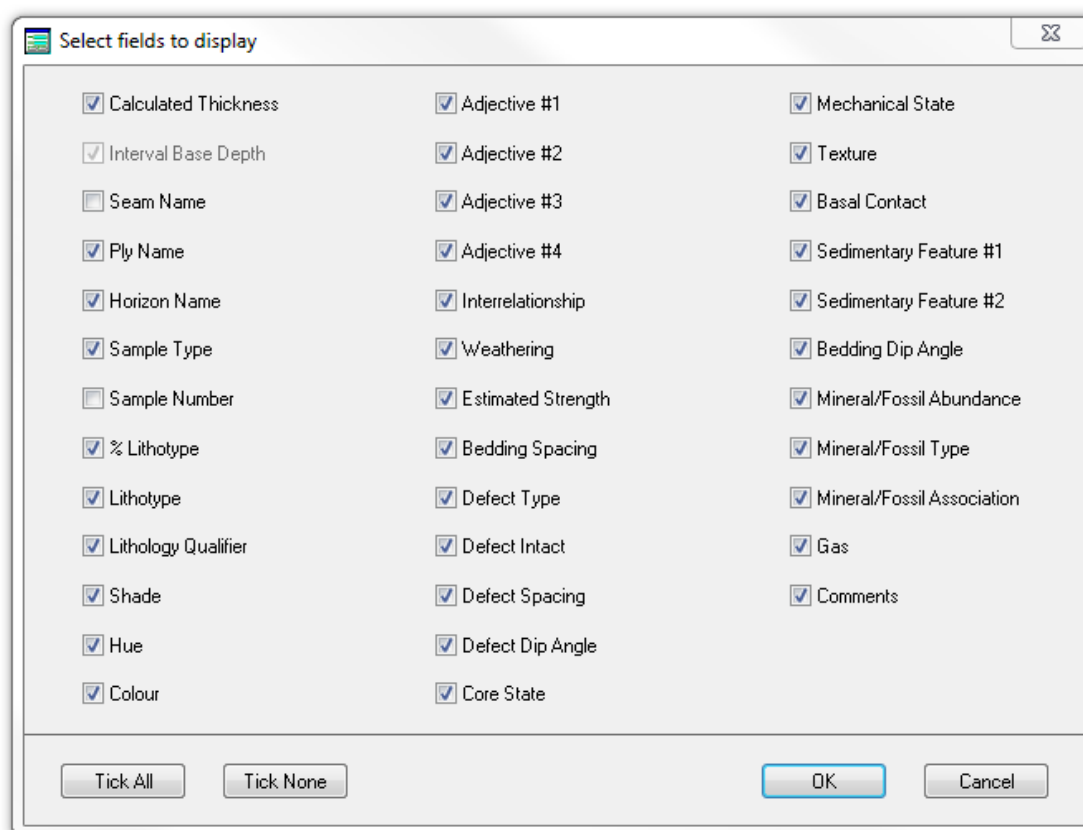 Select fields to display
Calculated Thickness
Interval Base Depth
Seam Name
Ply Name
Horizon Name
Sample Type
Sample Number
% Lithotype
Lithotype
Lithology Qualifier
Shade
Hue
Colour
Adjective #1
Adjective #2
Adjective #3
Adjective #4
Interrelationship
Weathering
Estimated Strength
Bedding Spacing
Defect Type
Defect Intact
Defect Spacing
Defect Dip Angle
Core State
Mechanical State
Texture
Basal Contact
Sedimentary Feature #1
Sedimentary Feature #2
Bedding Dip Angle
Mineral/Fossil Abundance
Mineral/Fossil Type
Mineral/Fossil Association
Gas
Comments
Tick All
Tick None
OK
Cancel